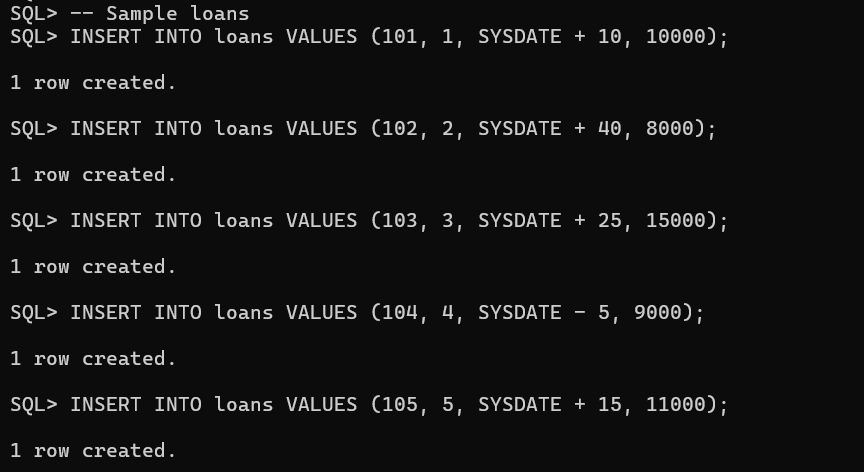 SQL> -- Sample loans
SQL> INSERT INTO loans VALUES (101, 1, SYSDATE + 10, 10000);
1 row created.
SQL> INSERT INTO loans VALUES (102, 2, SYSDATE + 40, 8000);
1 row created.
SQL> INSERT INTO loans VALUES (103, 3, SYSDATE + 25, 15000);
1 row created.
SQL> INSERT INTO loans VALUES (104, 4, SYSDATE - 5, 9000);
1 row created.
SQL> INSERT INTO loans VALUES (105, 5, SYSDATE + 15, 11000);
1 row created.